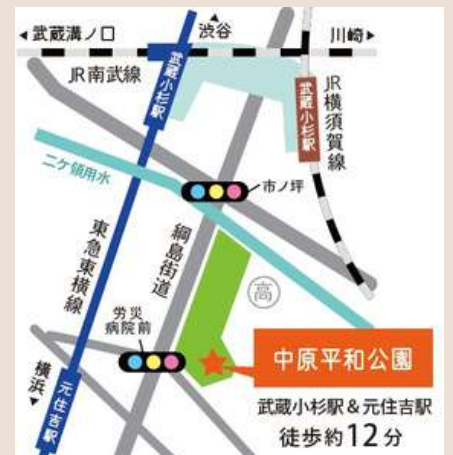 渋谷
武蔵溝ノ口
川崎
JR南武線
武蔵小杉駅
武蔵小杉駅
JR横須賀線
二ケ領用水
市ノ坪
東急東横線
綱島街道
高
労災
病院前
中原平和公園
横浜
元住吉駅
武蔵小杉駅&元住吉駅
徒歩約12分